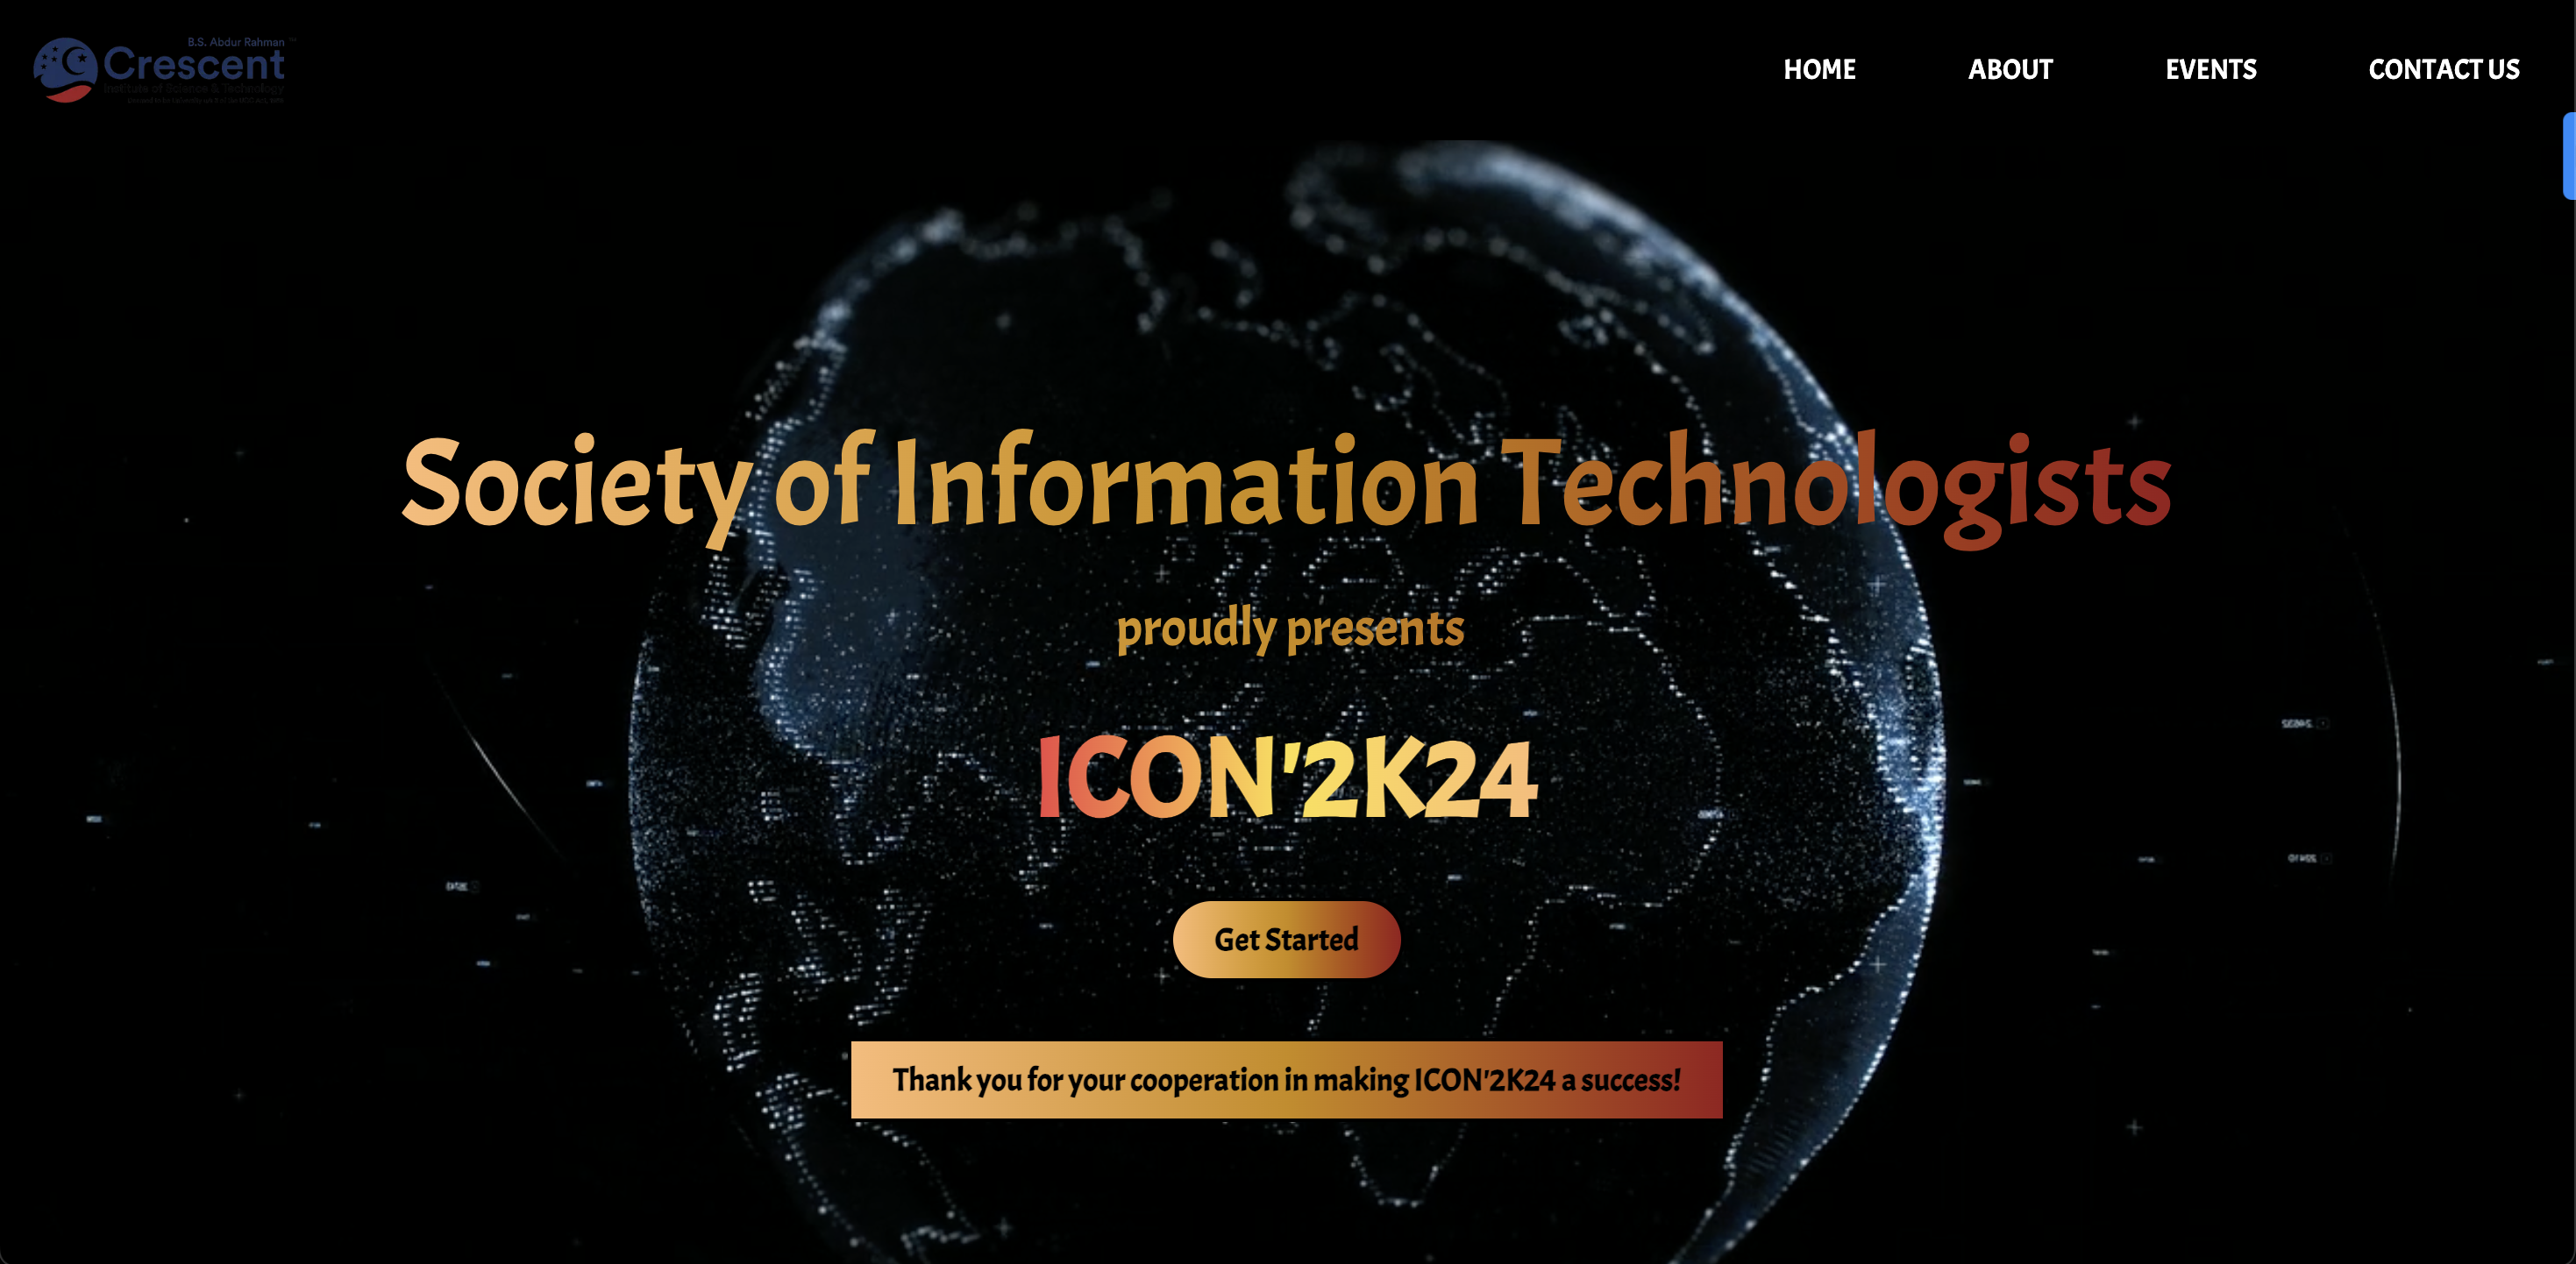 B.S. Abdur Rahman
Crescent
Institute of Science & Technology
HOME ABOUT EVENTS CONTACT US
Society of Information Technologists
proudly presents
ICON'2K24
Get Started
Thank you for your cooperation in making ICON'2K24 a success!